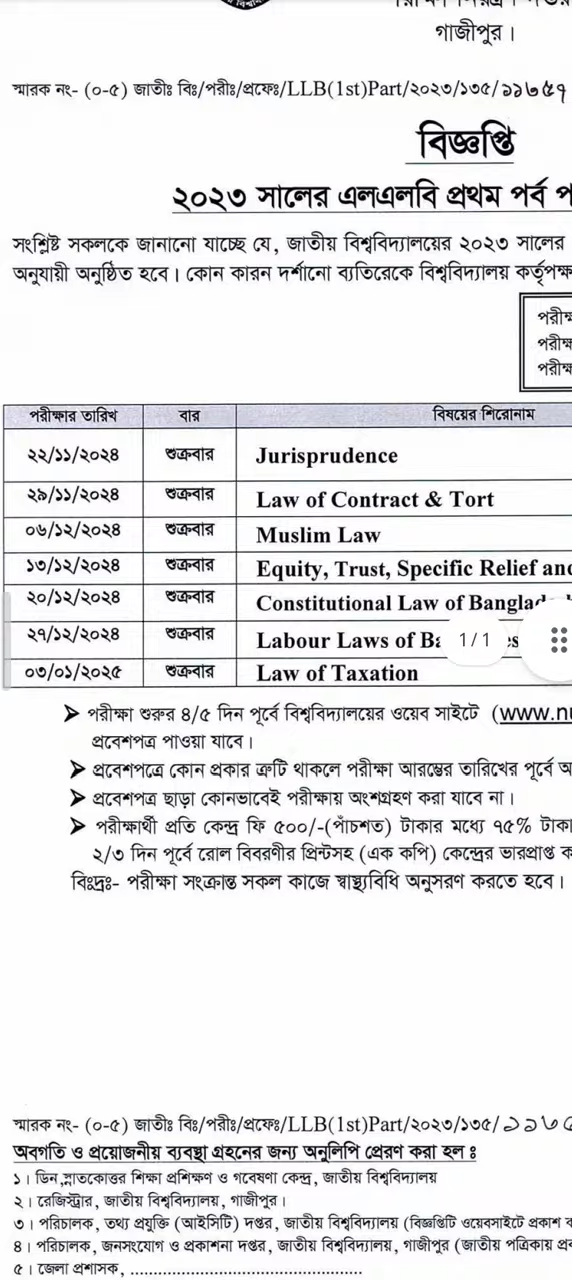 গাজীপুর।
স্মারক নং- (০-৫) জাতীঃ বিঃ/পরীঃ/প্রফেঃ/LLB(1st)Part/২০২৩/১৩৫/১১৬৫৭
বিজ্ঞপ্তি
২০২৩ সালের এলএলবি প্রথম পর্ব
সংশ্লিষ্ট সকলকে জানানো যাচ্ছে যে, জাতীয় বিশ্ববিদ্যালয়ের ২০২৩ সালের
অনুযায়ী অনুষ্ঠিত হবে। কোন কারন দর্শানো ব্যতিরেকে বিশ্ববিদ্যালয় কর্তৃপক্ষ
পরীক্ষার তারিখ বার বিষয়ের শিরোনাম
২২/১১/২০২৪ শুক্রবার Jurisprudence
২৯/১১/২০২৪ শুক্রবার Law of Contract & Tort
০৬/১২/২০২৪ শুক্রবার Muslim Law
১৩/১২/২০২৪ শুক্রবার Equity, Trust, Specific Relief and
২০/১২/২০২৪ শুক্রবার Constitutional Law of
২৭/১২/২০২৪ শুক্রবার Labour Laws of
1/1
০৩/০১/২০২৫ শুক্রবার Law of Taxation
➤ পরীক্ষা শুরুর ৪/৫ দিন পূর্বে বিশ্ববিদ্যালয়ের ওয়েব সাইটে (www.nu
প্রবেশপত্র পাওয়া যাবে।
➤ প্রবেশপত্রে কোন প্রকার ত্রুটি থাকলে পরীক্ষা আরম্ভের তারিখের পূর্বে
➤ প্রবেশপত্র ছাড়া কোনভাবেই পরীক্ষায় অংশগ্রহণ করা যাবে না।
➤ পরীক্ষার্থী প্রতি কেন্দ্র ফি ৫০০/-(পাঁচশত) টাকার মধ্যে ৭৫% টাকা
২/৩ দিন পূর্বে রোল বিবরণীর প্রিন্টসহ (এক কপি) কেন্দ্রের ভারপ্রাপ্ত
বিঃদ্রঃ- পরীক্ষা সংক্রান্ত সকল কাজে স্বাস্থ্যবিধি অনুসরণ করতে হবে।
স্মারক নং- (০-৫) জাতীঃ বিঃ/পরীঃ/প্রফেঃ/LLB(1st)Part/২০২৩/১৩৫/
অবগতি ও প্রয়োজনীয় ব্যবস্থা গ্রহনের জন্য অনুলিপি প্রেরণ করা হল ঃ
১। ডিন,স্নাতকোত্তর শিক্ষা প্রশিক্ষণ ও গবেষণা কেন্দ্র, জাতীয় বিশ্ববিদ্যালয়
২। রেজিস্ট্রার, জাতীয় বিশ্ববিদ্যালয়, গাজীপুর।
৩। পরিচালক, তথ্য প্রযুক্তি (আইসিটি) দপ্তর, জাতীয় বিশ্ববিদ্যালয় (বিজ্ঞপ্তিটি ওয়েবসাইটে প্রকাশ
৪। পরিচালক, জনসংযোগ ও প্রকাশনা দপ্তর, জাতীয় বিশ্ববিদ্যালয়, গাজীপুর (জাতীয় পত্রিকায়
৫। জেলা প্রশাসক, ........................................